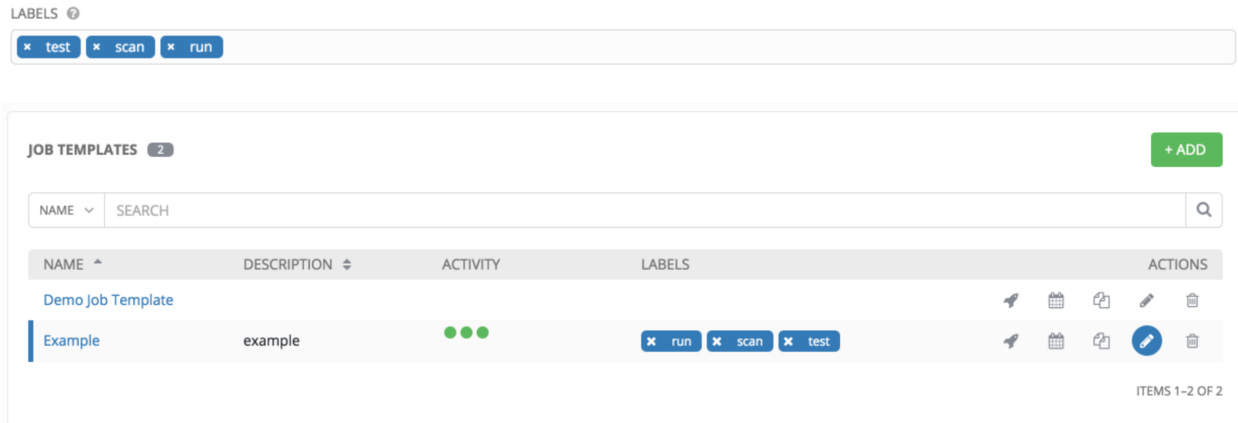 LABELS ?
× test × scan × run
JOB TEMPLATES 2
+ ADD
NAME SEARCH
NAME DESCRIPTION ACTIVITY LABELS ACTIONS
Demo Job Template
Example example × run × scan × test
ITEMS 1–2 OF 2